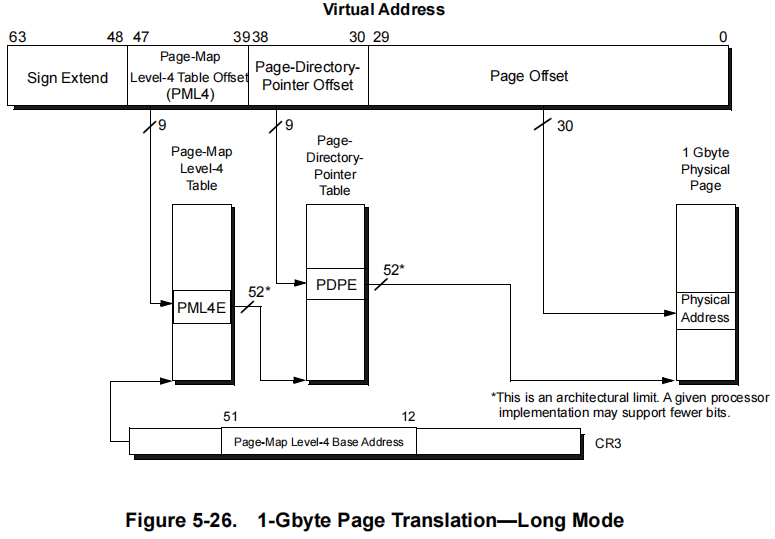 Virtual Address
63 48 47 39 38 30 29 0
Sign Extend
Page-Map
Level-4 Table Offset
(PML4)
Page-Directory-
Pointer Offset
Page Offset
9
9
30
Page-Map
Level-4
Table
Page-
Directory-
Pointer
Table
1 Gbyte
Physical
Page
PML4E
52*
PDPE
52*
Physical
Address
*This is an architectural limit. A given processor
implementation may support fewer bits.
51 12
Page-Map Level-4 Base Address
CR3
Figure 5-26. 1-Gbyte Page Translation—Long Mode